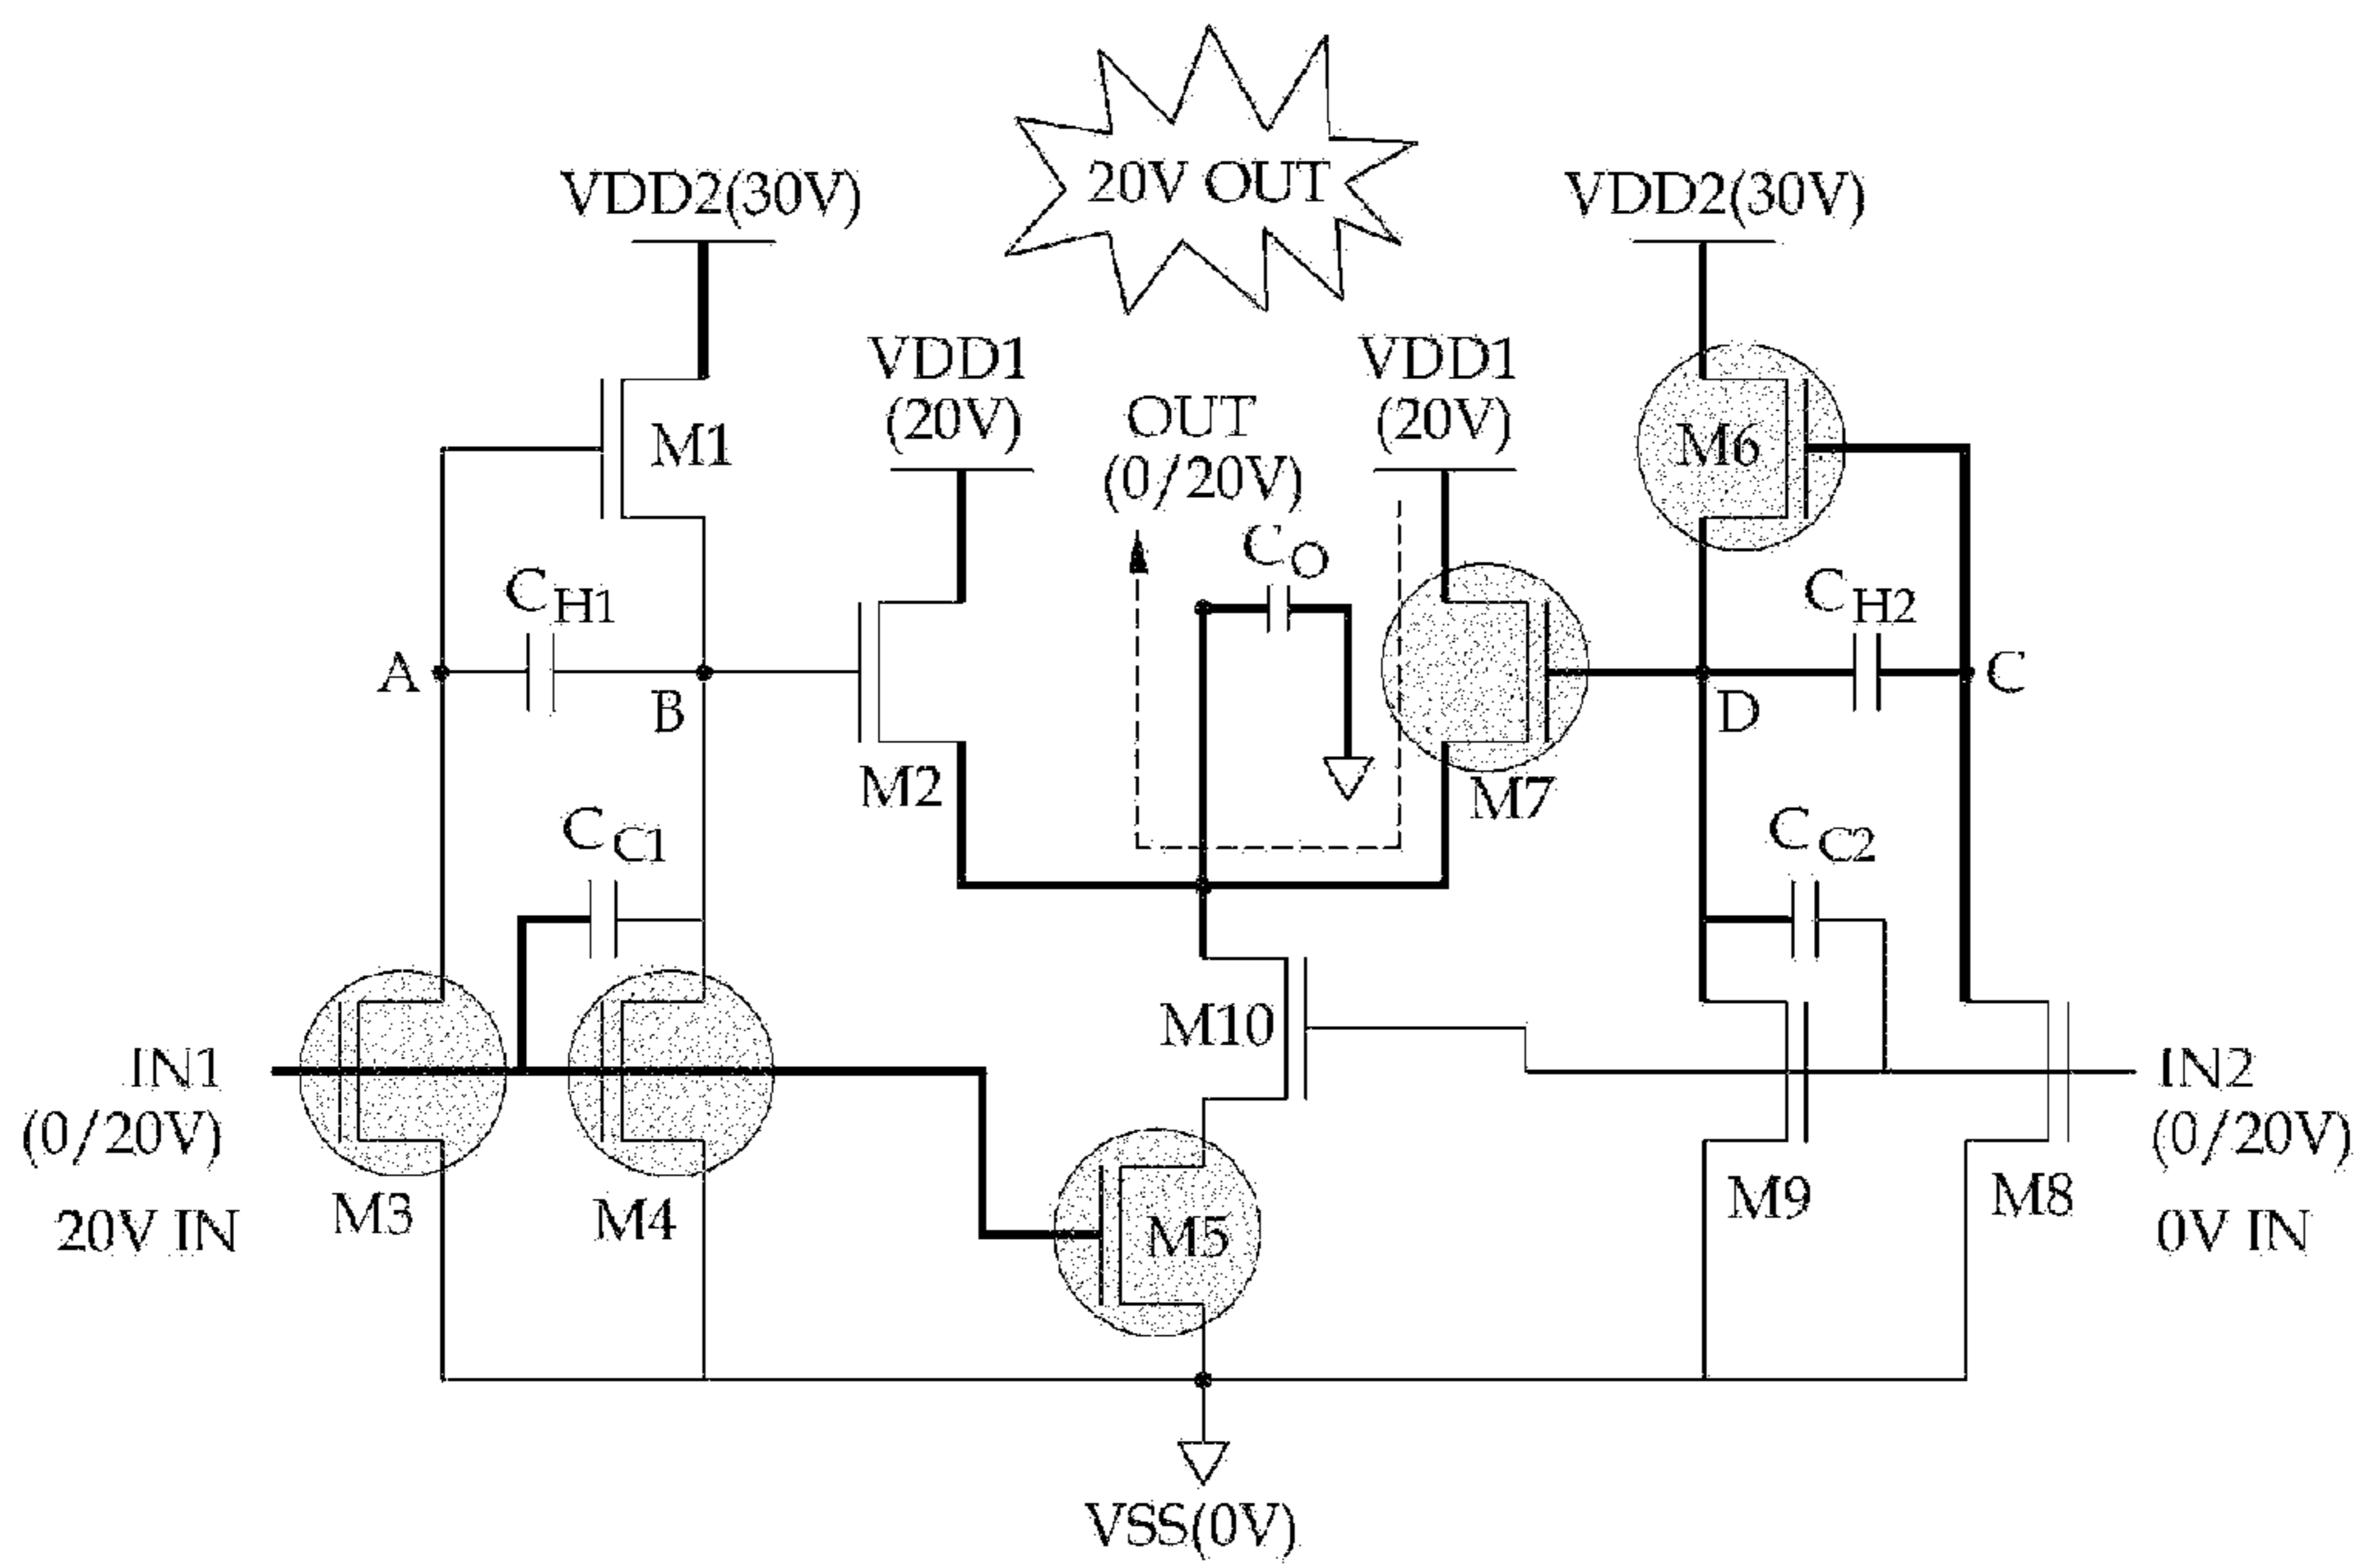 20V OUT
VDD2(30V)
VDD2(30V)
VDD1
(20V)
VDD1
(20V)
OUT
(0/20V)
M1
M6
CO
CH1
CH2
A
B
D
C
M2
M7
CC1
CC2
M10
IN1
(0/20V)
20V IN
IN2
(0/20V)
0V IN
M3
M4
M5
M9
M8
VSS(0V)